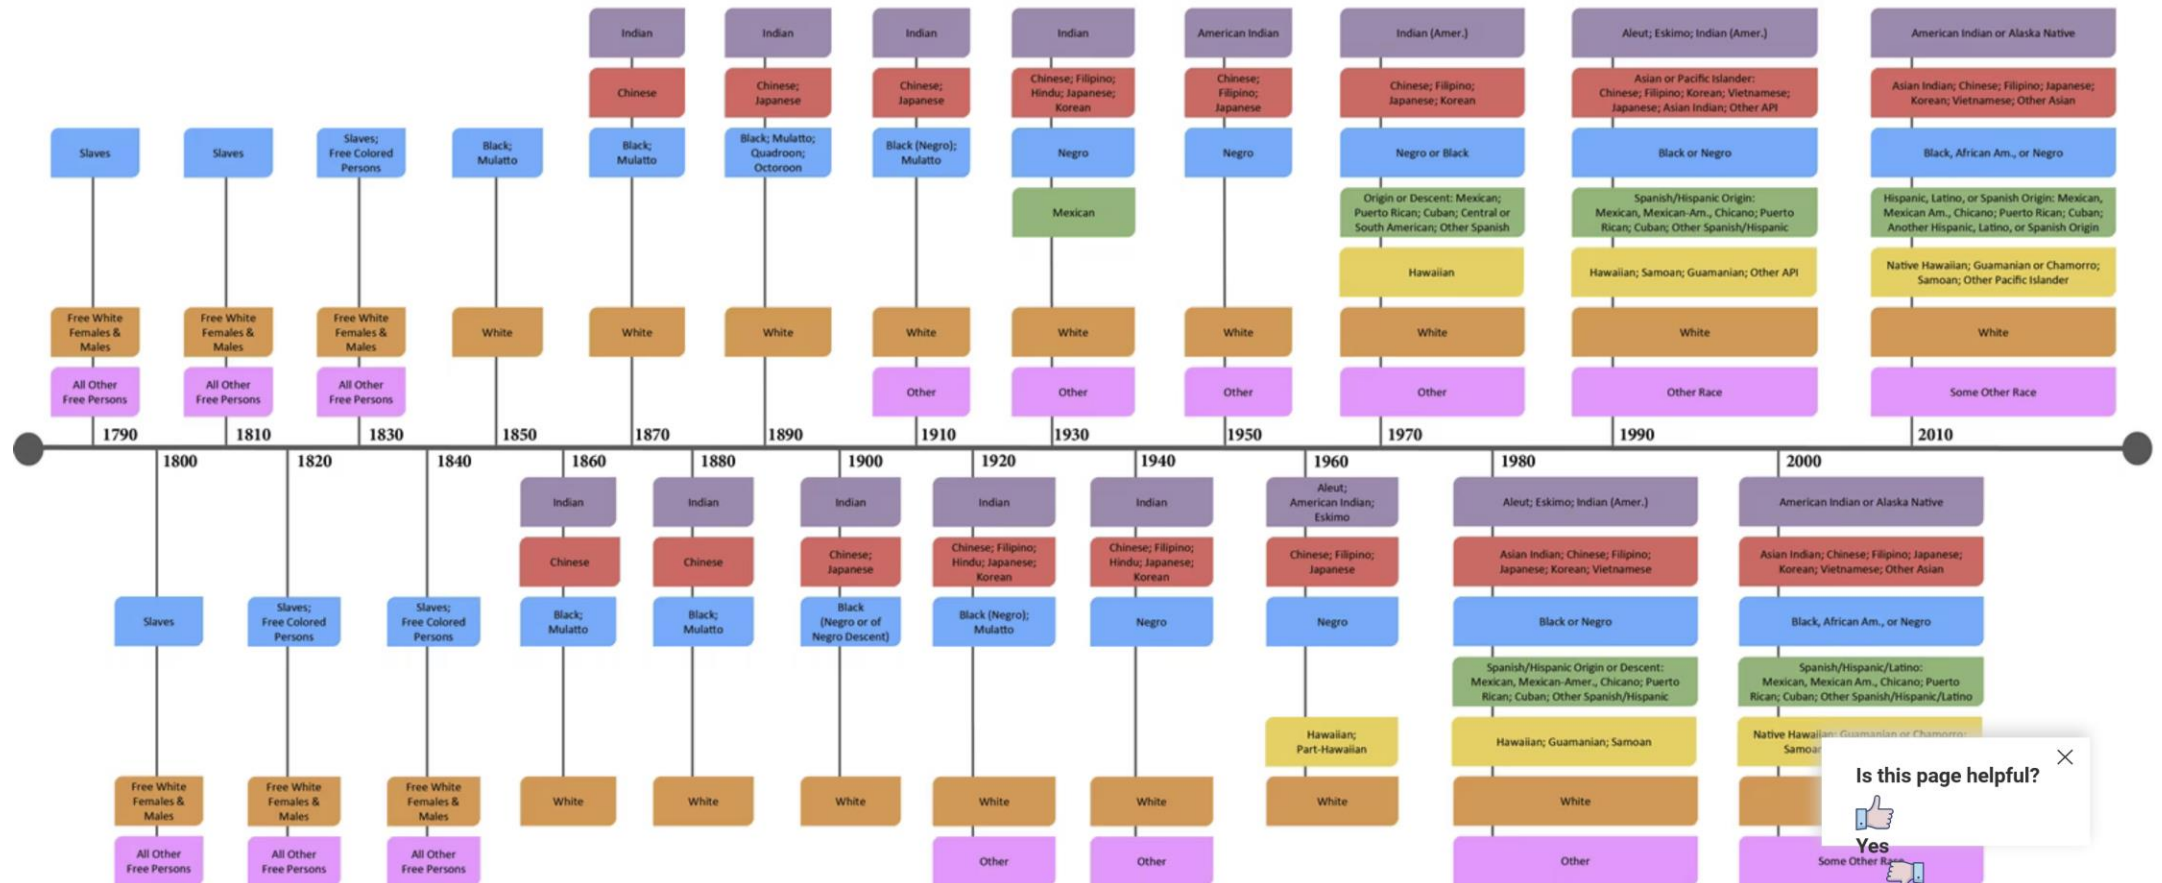 Indian
Chinese
Black;
Mulatto
White
1870
Indian
Chinese;
Japanese
Black; Mulatto;
Quadroon;
Octoroon
White
1890
Indian
Chinese;
Japanese
Black (Negro);
Mulatto
White
Other
1910
Indian
Chinese; Filipino;
Hindu; Japanese;
Korean
Negro
Mexican
White
Other
1930
American Indian
Chinese;
Filipino;
Japanese
Negro
White
Other
1950
Indian (Amer.)
Chinese; Filipino;
Japanese; Korean
Negro or Black
Origin or Descent: Mexican;
Puerto Rican; Cuban; Central or
South American; Other Spanish
Hawaiian
White
Other
1970
Aleut; Eskimo; Indian (Amer.)
Asian or Pacific Islander:
Chinese; Filipino; Korean; Vietnamese;
Japanese; Asian Indian; Other API
Black or Negro
Spanish/Hispanic Origin:
Mexican, Mexican-Am., Chicano; Puerto
Rican; Cuban; Other Spanish/Hispanic
Hawaiian; Samoan; Guamanian; Other API
White
Other Race
1990
American Indian or Alaska Native
Asian Indian; Chinese; Filipino; Japanese;
Korean; Vietnamese; Other Asian
Black, African Am., or Negro
Hispanic, Latino, or Spanish Origin: Mexican,
Mexican Am., Chicano; Puerto Rican; Cuban;
Another Hispanic, Latino, or Spanish Origin
Native Hawaiian; Guamanian or Chamorro;
Samoan; Other Pacific Islander
White
Some Other Race
2010
Slaves
Free White
Females &
Males
All Other
Free Persons
1790
Slaves
Free White
Females &
Males
All Other
Free Persons
1810
Slaves;
Free Colored
Persons
Free White
Females &
Males
All Other
Free Persons
1830
Black;
Mulatto
White
1850
1800
Slaves
Free White
Females &
Males
All Other
Free Persons
1820
Slaves;
Free Colored
Persons
Free White
Females &
Males
All Other
Free Persons
1840
Slaves;
Free Colored
Persons
Free White
Females &
Males
All Other
Free Persons
1860
Indian
Chinese
Black;
Mulatto
White
1880
Indian
Chinese
Black;
Mulatto
White
1900
Indian
Chinese;
Japanese
Black
(Negro or of
Negro Descent)
White
1920
Indian
Chinese; Filipino;
Hindu; Japanese;
Korean
Black (Negro);
Mulatto
White
Other
1940
Indian
Chinese; Filipino;
Hindu; Japanese;
Korean
Negro
White
Other
1960
Aleut;
American Indian;
Eskimo
Chinese; Filipino;
Japanese
Negro
Hawaiian;
Part-Hawaiian
White
1980
Aleut; Eskimo; Indian (Amer.)
Asian Indian; Chinese; Filipino;
Japanese; Korean; Vietnamese
Black or Negro
Spanish/Hispanic Origin or Descent:
Mexican, Mexican-Amer., Chicano; Puerto
Rican; Cuban; Other Spanish/Hispanic
Hawaiian; Guamanian; Samoan
White
Other
2000
American Indian or Alaska Native
Asian Indian; Chinese; Filipino; Japanese;
Korean; Vietnamese; Other Asian
Black, African Am., or Negro
Spanish/Hispanic/Latino:
Mexican, Mexican Am., Chicano; Puerto
Rican; Cuban; Other Spanish/Hispanic/Latino
Native Hawaiian; Guamanian or Chamorro;
Some Other Race
Is this page helpful?
Yes